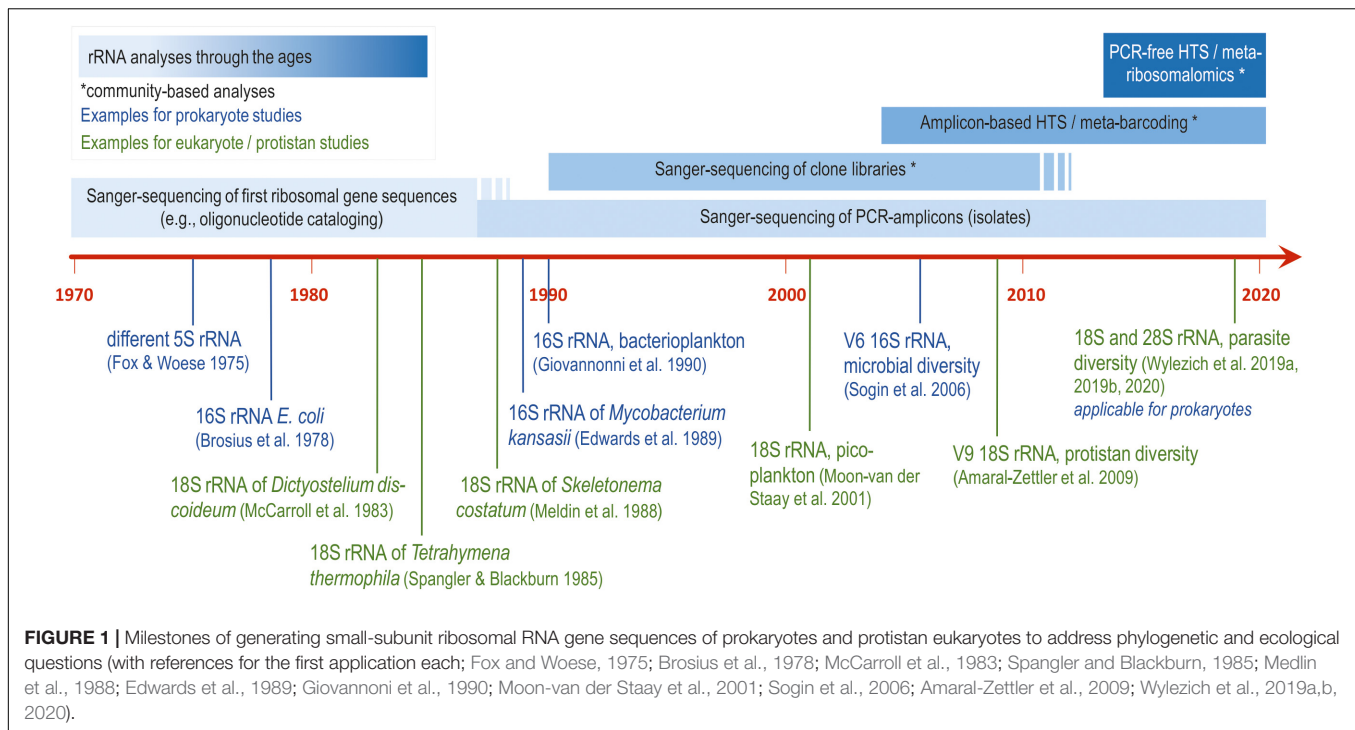 rRNA analyses through the ages
*community-based analyses
Examples for prokaryote studies
Examples for eukaryote / protistan studies
PCR-free HTS / meta-
ribosomalomics *
Amplicon-based HTS / meta-barcoding *
Sanger-sequencing of clone libraries *
Sanger-sequencing of first ribosomal gene sequences
(e.g., oligonucleotide cataloging)
Sanger-sequencing of PCR-amplicons (isolates)
1970
1980
1990
2000
2010
2020
different 5S rRNA
(Fox & Woese 1975)
16S rRNA E. coli
(Brosius et al. 1978)
18S rRNA of Dictyostelium dis-
coideum (McCarroll et al. 1983)
18S rRNA of Tetrahymena
thermophila (Spangler & Blackburn 1985)
18S rRNA of Skeletonema
costatum (Meldin et al. 1988)
16S rRNA, bacterioplankton
(Giovannonni et al. 1990)
16S rRNA of Mycobacterium
kansasii (Edwards et al. 1989)
18S rRNA, pico-
plankton (Moon-van der
Staay et al. 2001)
V6 16S rRNA,
microbial diversity
(Sogin et al. 2006)
V9 18S rRNA, protistan diversity
(Amaral-Zettler et al. 2009)
18S and 28S rRNA, parasite
diversity (Wylezich et al. 2019a,
2019b, 2020)
applicable for prokaryotes
FIGURE 1 | Milestones of generating small-subunit ribosomal RNA gene sequences of prokaryotes and protistan eukaryotes to address phylogenetic and ecological
questions (with references for the first application each; Fox and Woese, 1975; Brosius et al., 1978; McCarroll et al., 1983; Spangler and Blackburn, 1985; Medlin
et al., 1988; Edwards et al., 1989; Giovannoni et al., 1990; Moon-van der Staay et al., 2001; Sogin et al., 2006; Amaral-Zettler et al., 2009; Wylezich et al., 2019a,b,
2020).